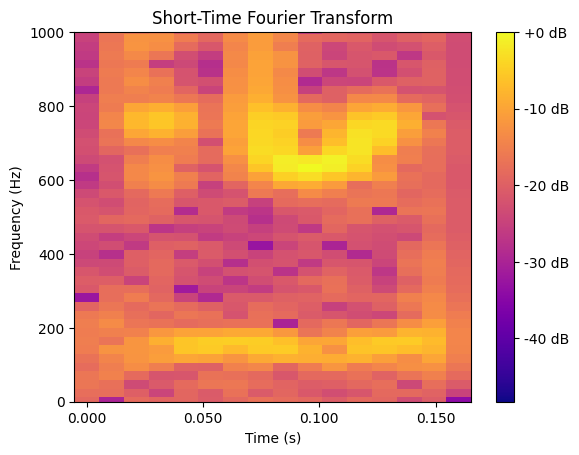 Short-Time Fourier Transform
1000
800
600
400
200
0
Frequency (Hz)
0.000
0.050
0.100
0.150
Time (s)
+0 dB
-10 dB
-20 dB
-30 dB
-40 dB